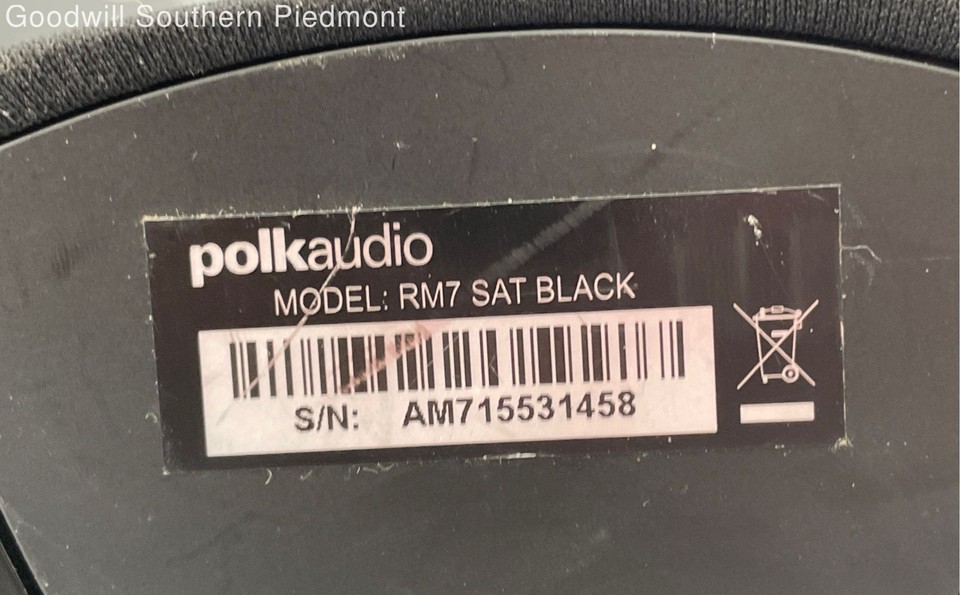 Goodwill Southern Piedmont
polkaudio
MODEL: RM7 SAT BLACK
S/N: AM715531458